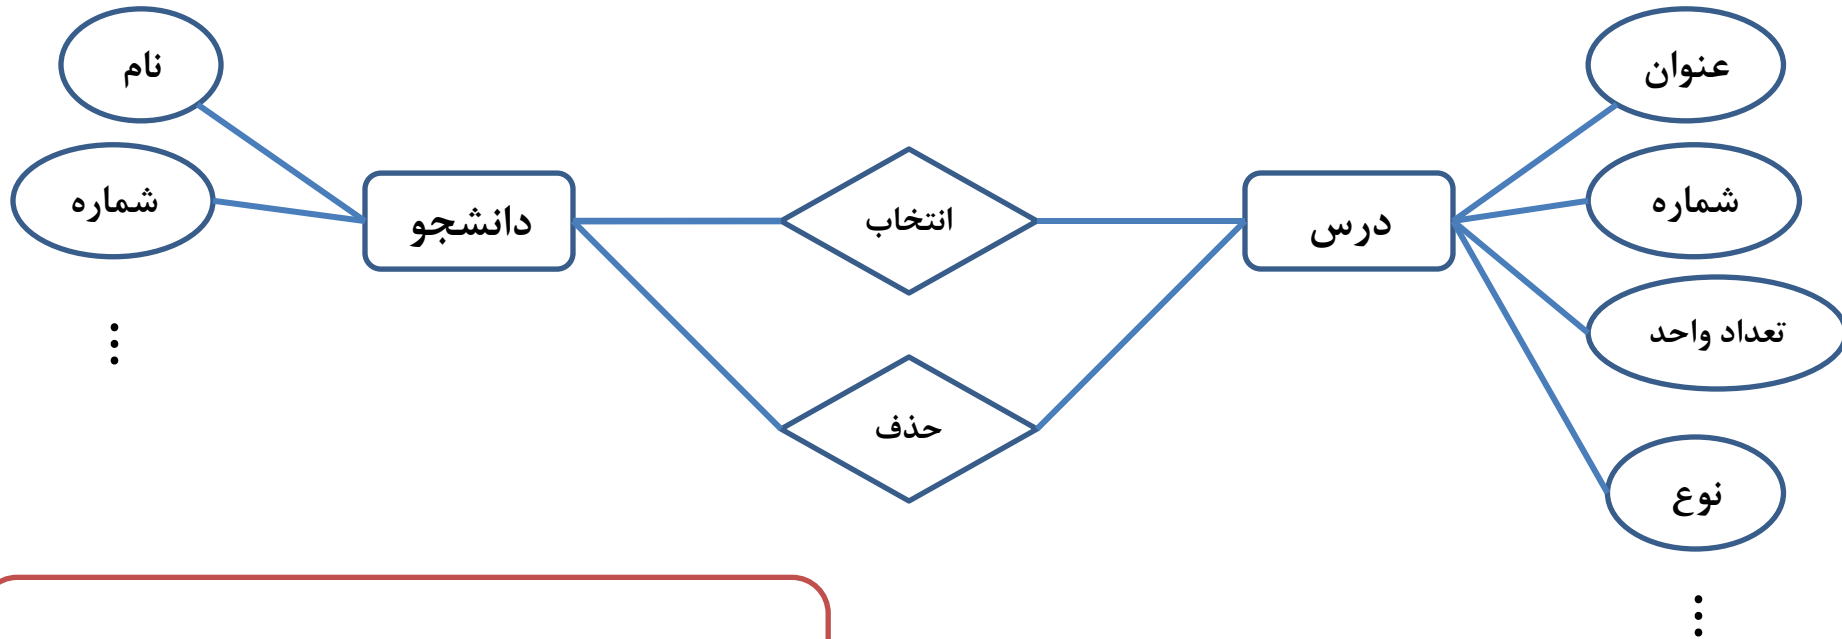 نام
عنوان
شماره
دانشجو
انتخاب
درس
شماره
تعداد واحد
حذف
نوع